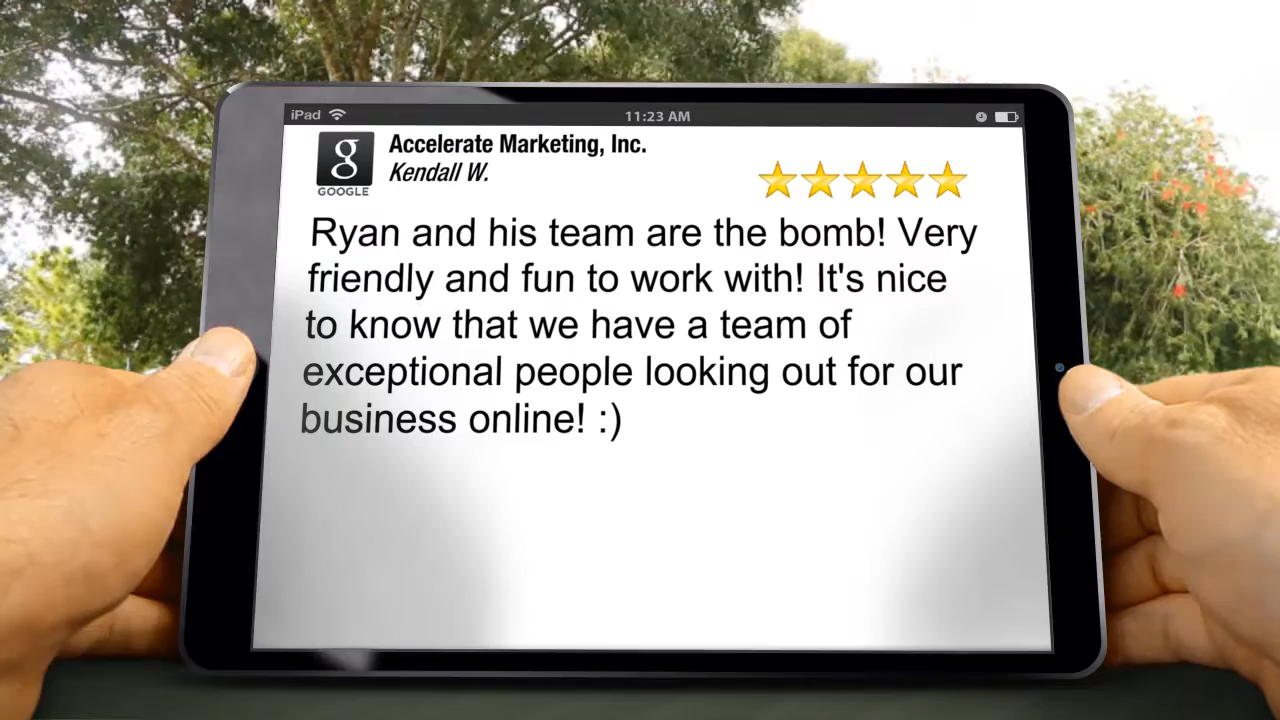 iPad 11:23 AM
g
GOOGLE
Accelerate Marketing, Inc.
Kendall W.
Ryan and his team are the bomb! Very
friendly and fun to work with! It's nice
to know that we have a team of
exceptional people looking out for our
business online! :)